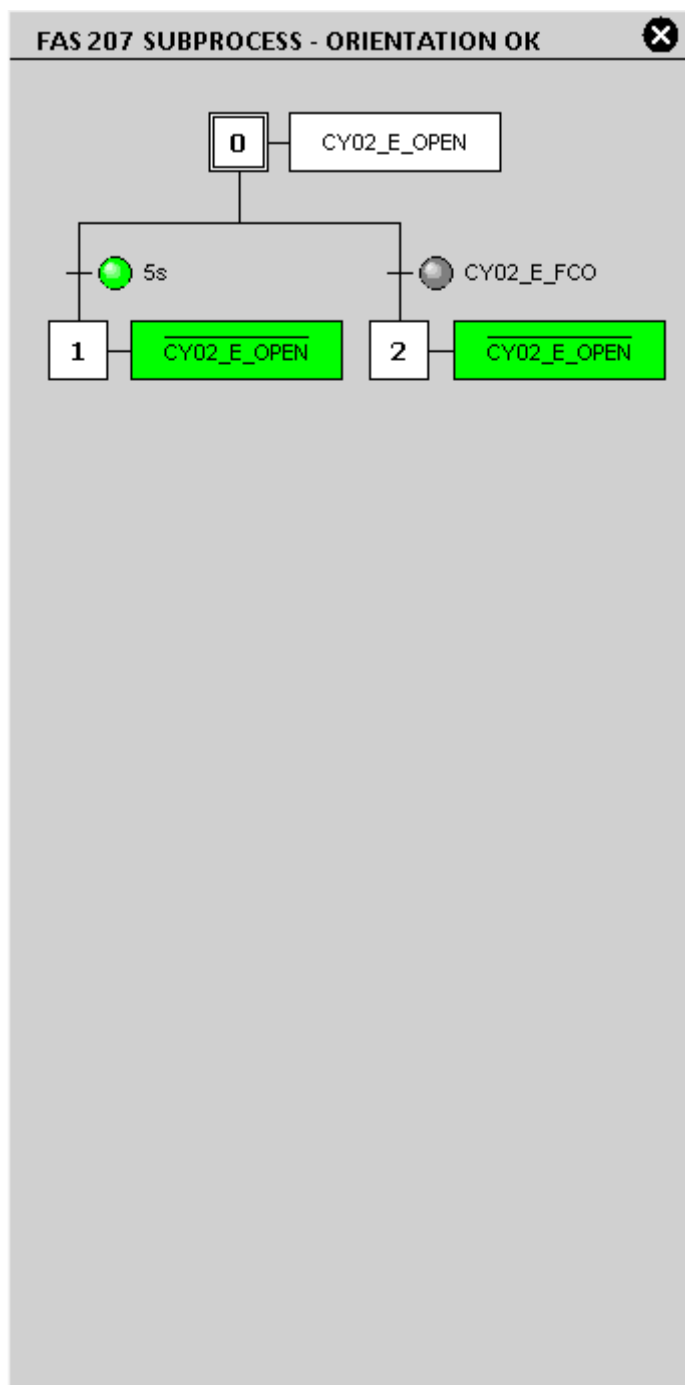 FAS 207 SUBPROCESS - ORIENTATION OK
0 CY02_E_OPEN
5s CY02_E_FCO
1 CY02_E_OPEN 2 CY02_E_OPEN